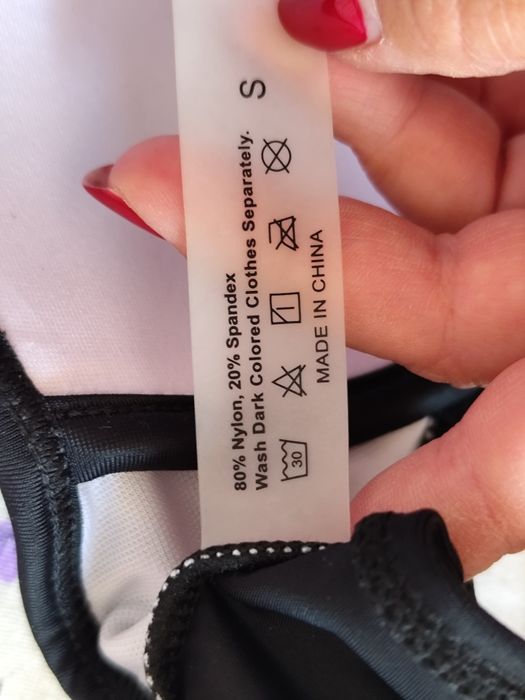 80% Nylon, 20% Spandex
Wash Dark Colored Clothes Separately.
30
MADE IN CHINA
S